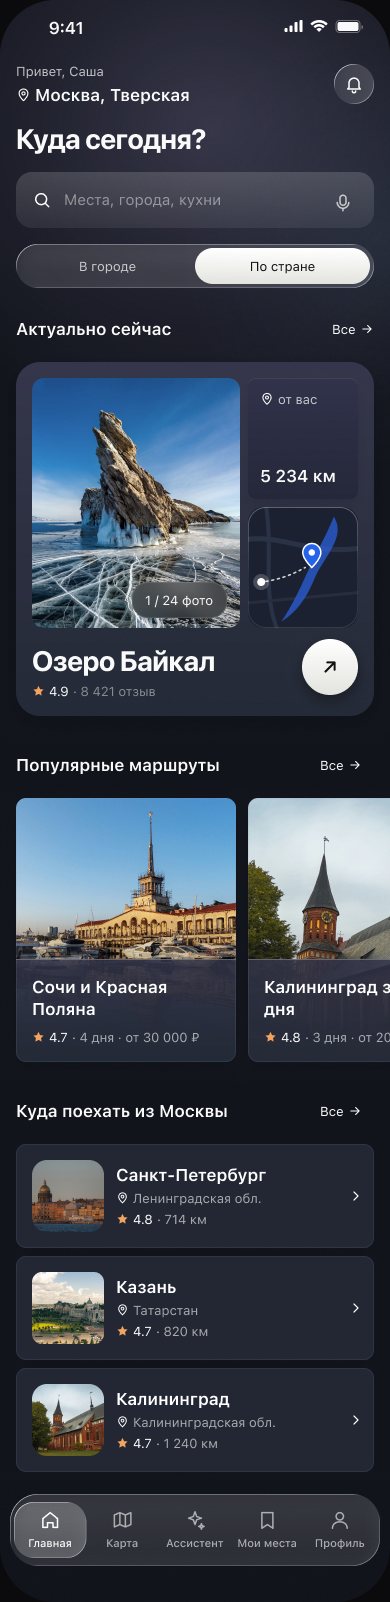 9:41
Привет, Саша
Москва, Тверская
Куда сегодня?
Места, города, кухни
В городе
По стране
Актуально сейчас
Все →
от вас
5 234 км
1 / 24 фото
Озеро Байкал
4.9 · 8 421 отзыв
Популярные маршруты
Все →
Сочи и Красная
Поляна
4.7 · 4 дня · от 30 000 ₽
Калининград з
дня
4.8 · 3 дня · от 20
Куда поехать из Москвы
Все →
Санкт-Петербург
Ленинградская обл.
4.8 · 714 км
Казань
Татарстан
4.7 · 820 км
Калининград
Калининградская обл.
4.7 · 1 240 км
Главная
Карта
Ассистент
Мои места
Профиль